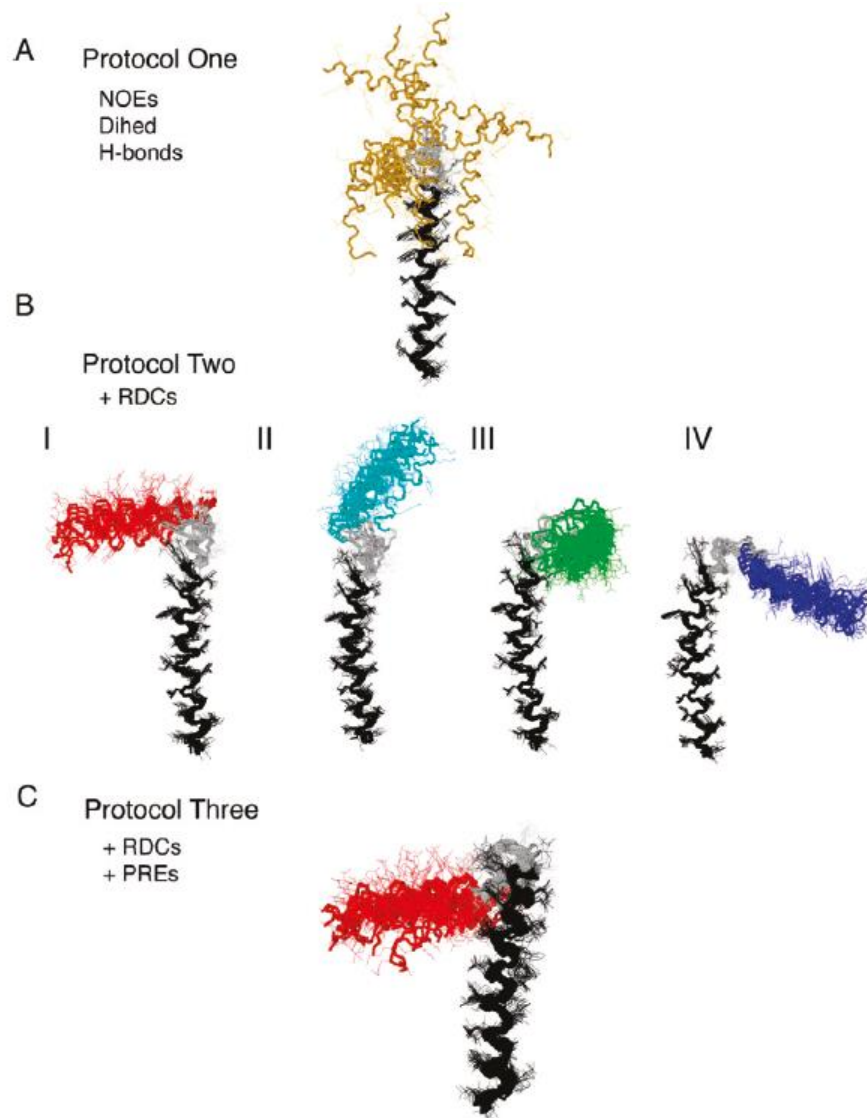 A
Protocol One
NOEs
Dihed
H-bonds
B
Protocol Two
+ RDCs
I
II
III
IV
C
Protocol Three
+ RDCs
+ PREs